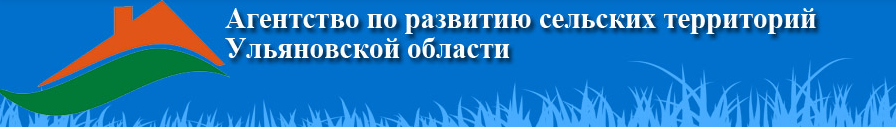 Агентство по развитию сельских территорий
Ульяновской области